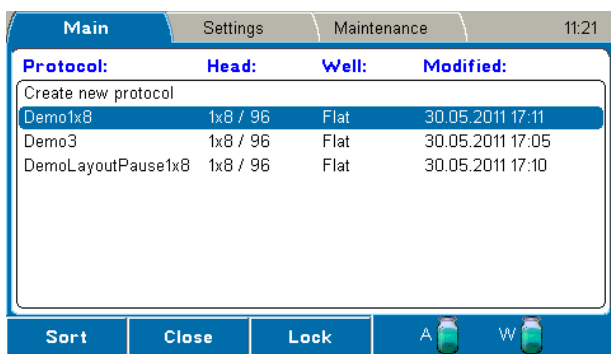 Main Settings Maintenance 11:21
Protocol: Head: Well: Modified:
Create new protocol
Demo1x8 1x8 / 96 Flat 30.05.2011 17:11
Demo3 1x8 / 96 Flat 30.05.2011 17:05
DemoLayoutPause1x8 1x8 / 96 Flat 30.05.2011 17:10
Sort Close Lock A W